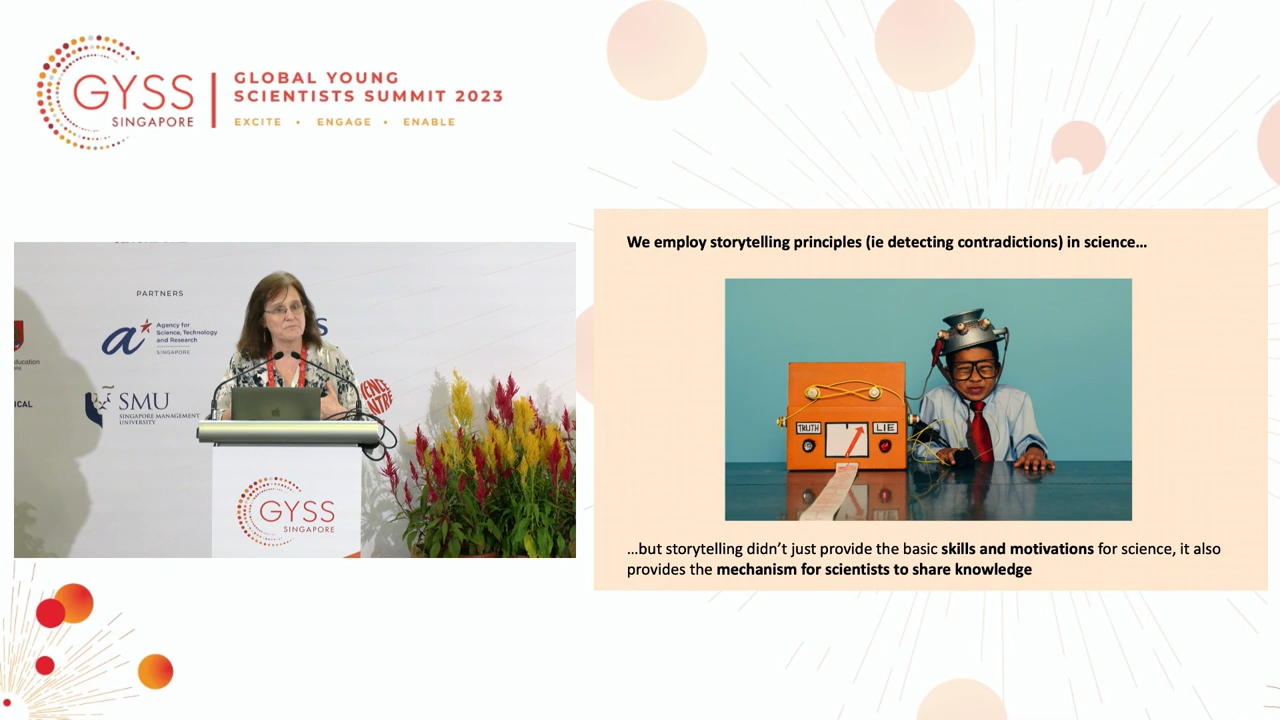 GYSS
SINGAPORE
GLOBAL YOUNG
SCIENTISTS SUMMIT 2023
EXCITE • ENGAGE • ENABLE
PARTNERS
Agency for
Science, Technology
and Research
SINGAPORE
SMU
SINGAPORE MANAGEMENT
UNIVERSITY
GYSS
SINGAPORE
We employ storytelling principles (ie detecting contradictions) in science...
TRUTH
LIE
...but storytelling didn't just provide the basic skills and motivations for science, it also
provides the mechanism for scientists to share knowledge